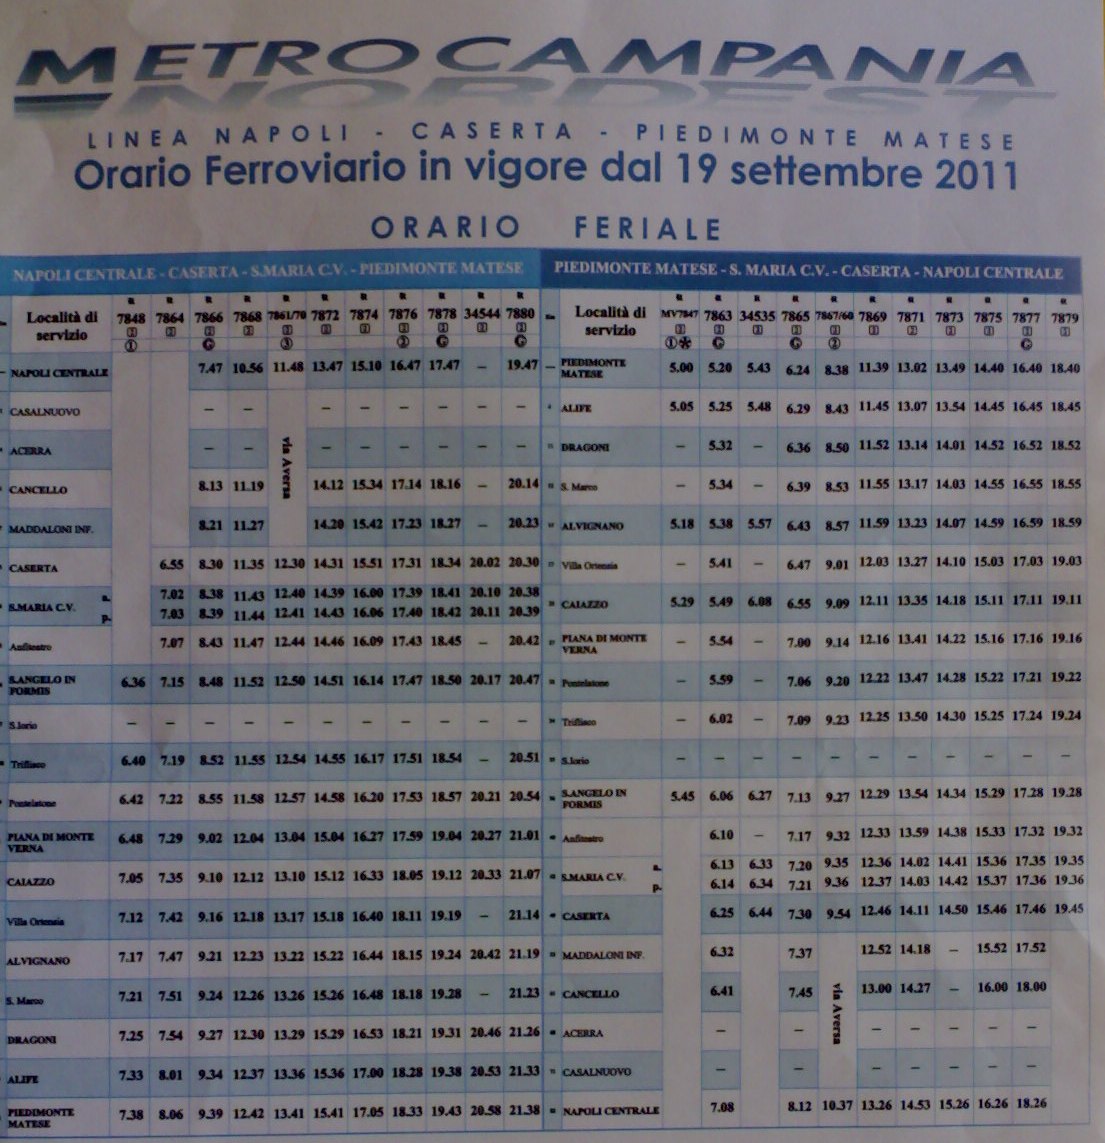 METROCAMPANIA
NORDEST
LINEA NAPOLI - CASERTA - PIEDIMONTE MATESE
Orario Ferroviario in vigore dal 19 settembre 2011
ORARIO FERIALE
NAPOLI CENTRALE - CASERTA - S.MARIA C.V. - PIEDIMONTE MATESE
R R R R R R R R R R R
Località di servizio 7848 7864 7866 7868 7861/70 7872 7874 7876 7878 34544 7880
NAPOLI CENTRALE 7.47 10.56 11.48 13.47 15.10 16.47 17.47 – 19.47
CASALNUOVO – – – – – – – –
ACERRA – – – – – – – –
via Aversa
CANCELLO 8.13 11.19 14.12 15.34 17.14 18.16 – 20.14
MADDALONI INF. 8.21 11.27 14.20 15.42 17.23 18.27 – 20.23
CASERTA 6.55 8.30 11.35 12.30 14.31 15.51 17.31 18.34 20.02 20.30
S.MARIA C.V. a. 7.02 8.38 11.43 12.40 14.39 16.00 17.39 18.41 20.10 20.38
p. 7.03 8.39 11.44 12.41 14.43 16.06 17.40 18.42 20.11 20.39
Anfiteatro 7.07 8.43 11.47 12.44 14.46 16.09 17.43 18.45 – 20.42
S.ANGELO IN FORMIS 6.36 7.15 8.48 11.52 12.50 14.51 16.14 17.47 18.50 20.17 20.47
S.Iorio – – – – – – – – – – –
Triflisco 6.40 7.19 8.52 11.55 12.54 14.55 16.17 17.51 18.54 – 20.51
Pontelatone 6.42 7.22 8.55 11.58 12.57 14.58 16.20 17.53 18.57 20.21 20.54
PIANA DI MONTE VERNA 6.48 7.29 9.02 12.04 13.04 15.04 16.27 17.59 19.04 20.27 21.01
CAIAZZO 7.05 7.35 9.10 12.12 13.10 15.12 16.33 18.05 19.12 20.33 21.07
Villa Ortensia 7.12 7.42 9.16 12.18 13.17 15.18 16.40 18.11 19.19 – 21.14
ALVIGNANO 7.17 7.47 9.21 12.23 13.22 15.22 16.44 18.15 19.24 20.42 21.19
S. Marco 7.21 7.51 9.24 12.26 13.26 15.26 16.48 18.18 19.28 – 21.23
DRAGONI 7.25 7.54 9.27 12.30 13.29 15.29 16.53 18.21 19.31 20.46 21.26
ALIFE 7.33 8.01 9.34 12.37 13.36 15.36 17.00 18.28 19.38 20.53 21.33
PIEDIMONTE MATESE 7.38 8.06 9.39 12.42 13.41 15.41 17.05 18.33 19.43 20.58 21.38
PIEDIMONTE MATESE - S. MARIA C.V. - CASERTA - NAPOLI CENTRALE
R R R R R R R R R R R
Località di servizio MV7847 7863 34535 7865 7867/60 7869 7871 7873 7875 7877 7879
PIEDIMONTE MATESE 5.00 5.20 5.43 6.24 8.38 11.39 13.02 13.49 14.40 16.40 18.40
ALIFE 5.05 5.25 5.48 6.29 8.43 11.45 13.07 13.54 14.45 16.45 18.45
DRAGONI – 5.32 – 6.36 8.50 11.52 13.14 14.01 14.52 16.52 18.52
S. Marco – 5.34 – 6.39 8.53 11.55 13.17 14.03 14.55 16.55 18.55
ALVIGNANO 5.18 5.38 5.57 6.43 8.57 11.59 13.23 14.07 14.59 16.59 18.59
Villa Ortensia – 5.41 – 6.47 9.01 12.03 13.27 14.10 15.03 17.03 19.03
CAIAZZO 5.29 5.49 6.08 6.55 9.09 12.11 13.35 14.18 15.11 17.11 19.11
PIANA DI MONTE VERNA – 5.54 – 7.00 9.14 12.16 13.41 14.22 15.16 17.16 19.16
Pontelatone – 5.59 – 7.06 9.20 12.22 13.47 14.28 15.22 17.21 19.22
Triflisco – 6.02 – 7.09 9.23 12.25 13.50 14.30 15.25 17.24 19.24
S.Iorio – – – – – – – – – – –
S.ANGELO IN FORMIS 5.45 6.06 6.27 7.13 9.27 12.29 13.54 14.34 15.29 17.28 19.28
Anfiteatro 6.10 – 7.17 9.32 12.33 13.59 14.38 15.33 17.32 19.32
S.MARIA C.V. a. 6.13 6.33 7.20 9.35 12.36 14.02 14.41 15.36 17.35 19.35
p. 6.14 6.34 7.21 9.36 12.37 14.03 14.42 15.37 17.36 19.36
CASERTA 6.25 6.44 7.30 9.54 12.46 14.11 14.50 15.46 17.46 19.45
MADDALONI INF. 6.32 7.37 12.52 14.18 – 15.52 17.52
CANCELLO 6.41 7.45 13.00 14.27 – 16.00 18.00
via Aversa
ACERRA – – – – – – –
CASALNUOVO – – – – – – –
NAPOLI CENTRALE 7.08 8.12 10.37 13.26 14.53 15.26 16.26 18.26